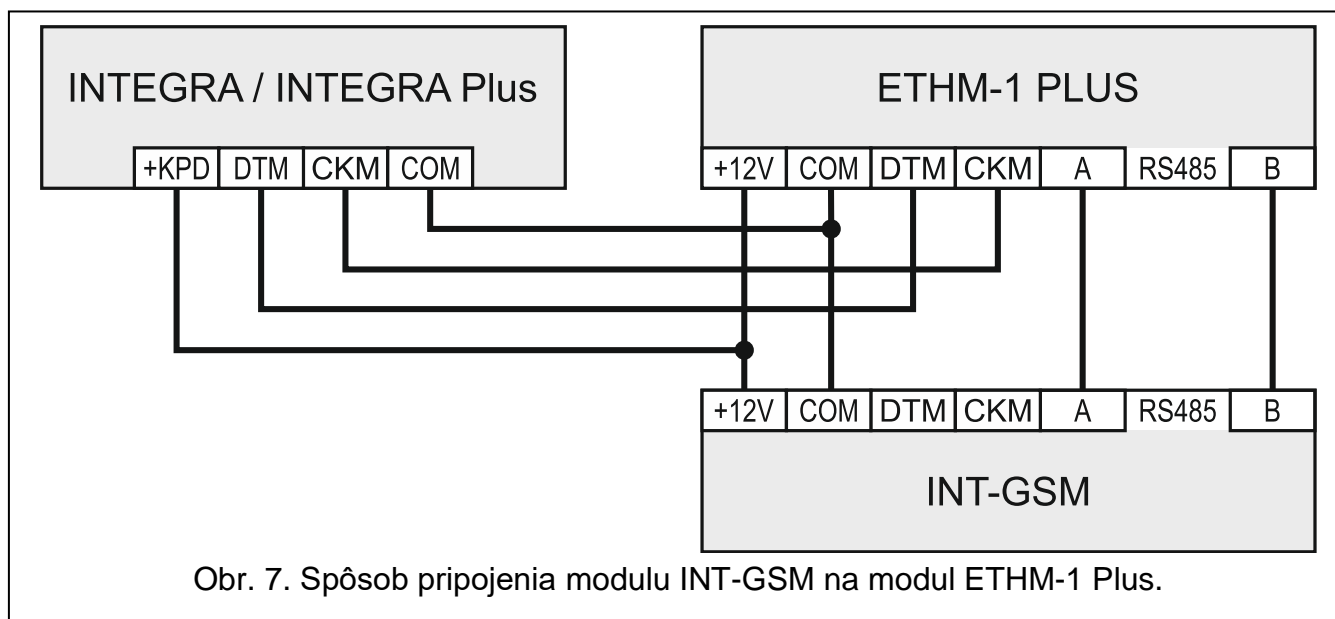 INTEGRA / INTEGRA Plus
+KPD DTM CKM COM
ETHM-1 PLUS
+12V COM DTM CKM A RS485 B
+12V COM DTM CKM A RS485 B
INT-GSM
Obr. 7. Spôsob pripojenia modulu INT-GSM na modul ETHM-1 Plus.